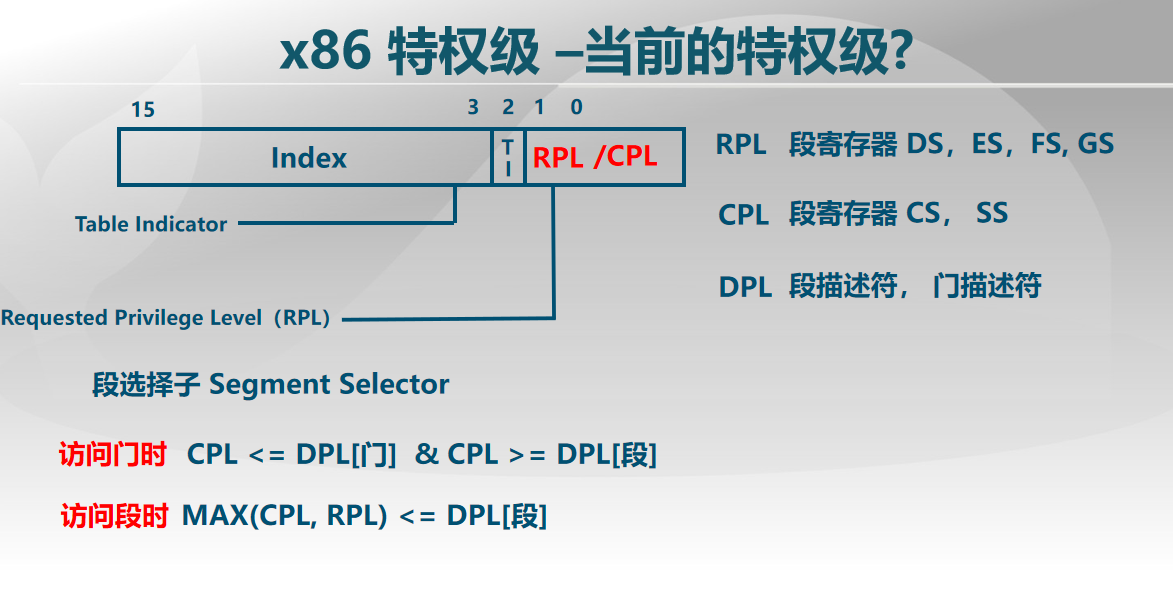 x86 特权级 –当前的特权级?
15 3 2 1 0
Index TI RPL /CPL
RPL 段寄存器 DS，ES，FS, GS
Table Indicator
CPL 段寄存器 CS， SS
DPL 段描述符， 门描述符
Requested Privilege Level（RPL）
段选择子 Segment Selector
访问门时 CPL <= DPL[门] & CPL >= DPL[段]
访问段时 MAX(CPL, RPL) <= DPL[段]